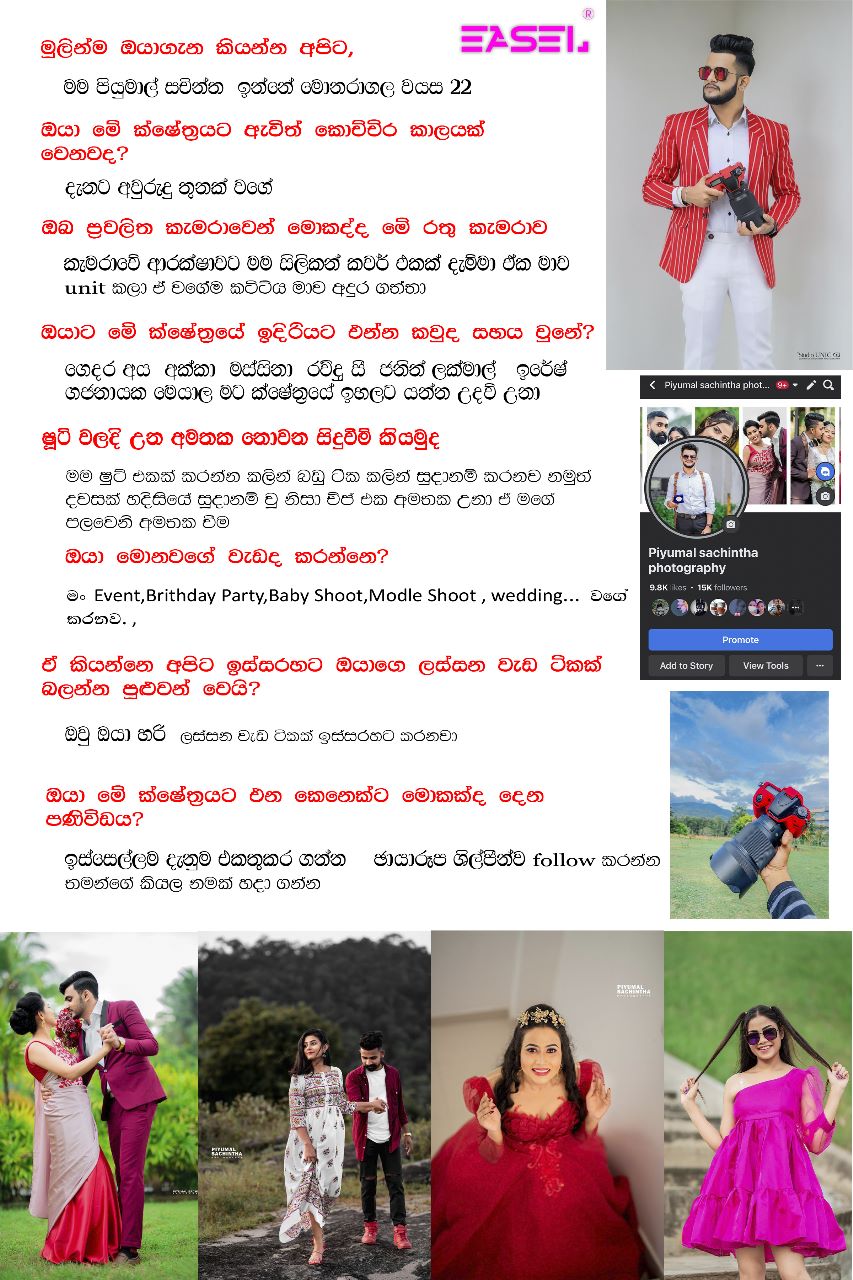 EASEL ®
මුලින්ම ඔයාගැන කියන්න අපිට,
මම පියුමාල් සචින්ත ඉන්නේ මොනරාගල වයස 22
ඔයා මේ ක්ෂේත්‍රයට ඇවිත් කොච්චිර කාලයක්
වෙනවද?
දැනට අවුරුදු තුනක් වගේ
ඔබ ප්‍රචලිත කැමරාවෙන් මොකද්ද මේ රතු කැමරාව
කැමරාවේ ආරක්ෂාවට මම සිලිකන් කවර් එකක් දැම්මා ඒක මාව
unit කලා ඒ වගේම කට්ටිය මාව අදුර ගත්තා
ඔයාට මේ ක්ෂේත්‍රයේ ඉදිරියට එන්න කවුද සහය වුනේ?
ගෙදර අය අක්කා මස්සිනා රවිදු සී ජනිත් ලක්මාල් ඉරේෂ්
ගජනායක මෙයාල මට ක්ෂේත්‍රයේ ඉහලට යන්න උදව් උනා
ෂූට් වලදි උන අමතක නොවන සිදුවීම් කියමුද
මම ෂුට් එකක් කරන්න කලින් බඩු ටික කලින් සුදානම් කරනව නමුත්
දවසක් හදිසියේ සුදානම් වු නිසා චිප් එක අමතක උනා ඒ මගේ
පලවෙනි අමතක වීම
ඔයා මොනවගේ වැඩද කරන්නෙ?
මං Event,Brithday Party,Baby Shoot,Modle Shoot , wedding... වගේ
කරනව. ,
ඒ කියන්නෙ අපිට ඉස්සරහට ඔයාගෙ ලස්සන වැඩ ටිකක්
බලන්න පුළුවන් වෙයි?
ඔවු ඔයා හරි ලස්සන වැඩ ටිකක් ඉස්සරහට කරනවා
ඔයා මේ ක්ෂේත්‍රයට එන කෙනෙක්ට මොකක්ද දෙන
පණිවිඩය?
ඉස්සෙල්ලම දැනුම එකතුකර ගන්න ඡායාරූප ශිල්පීන්ව follow කරන්න
තමන්ගේ කියල නමක් හදා ගන්න
Studio UNIC
Piyumal sachintha phot...
9+
Piyumal sachintha
photography
9.8K likes • 15K followers
Promote
Add to Story
View Tools
...
PIYUMAL
SACHINTHA
PIYUMAL
SACHINTHA